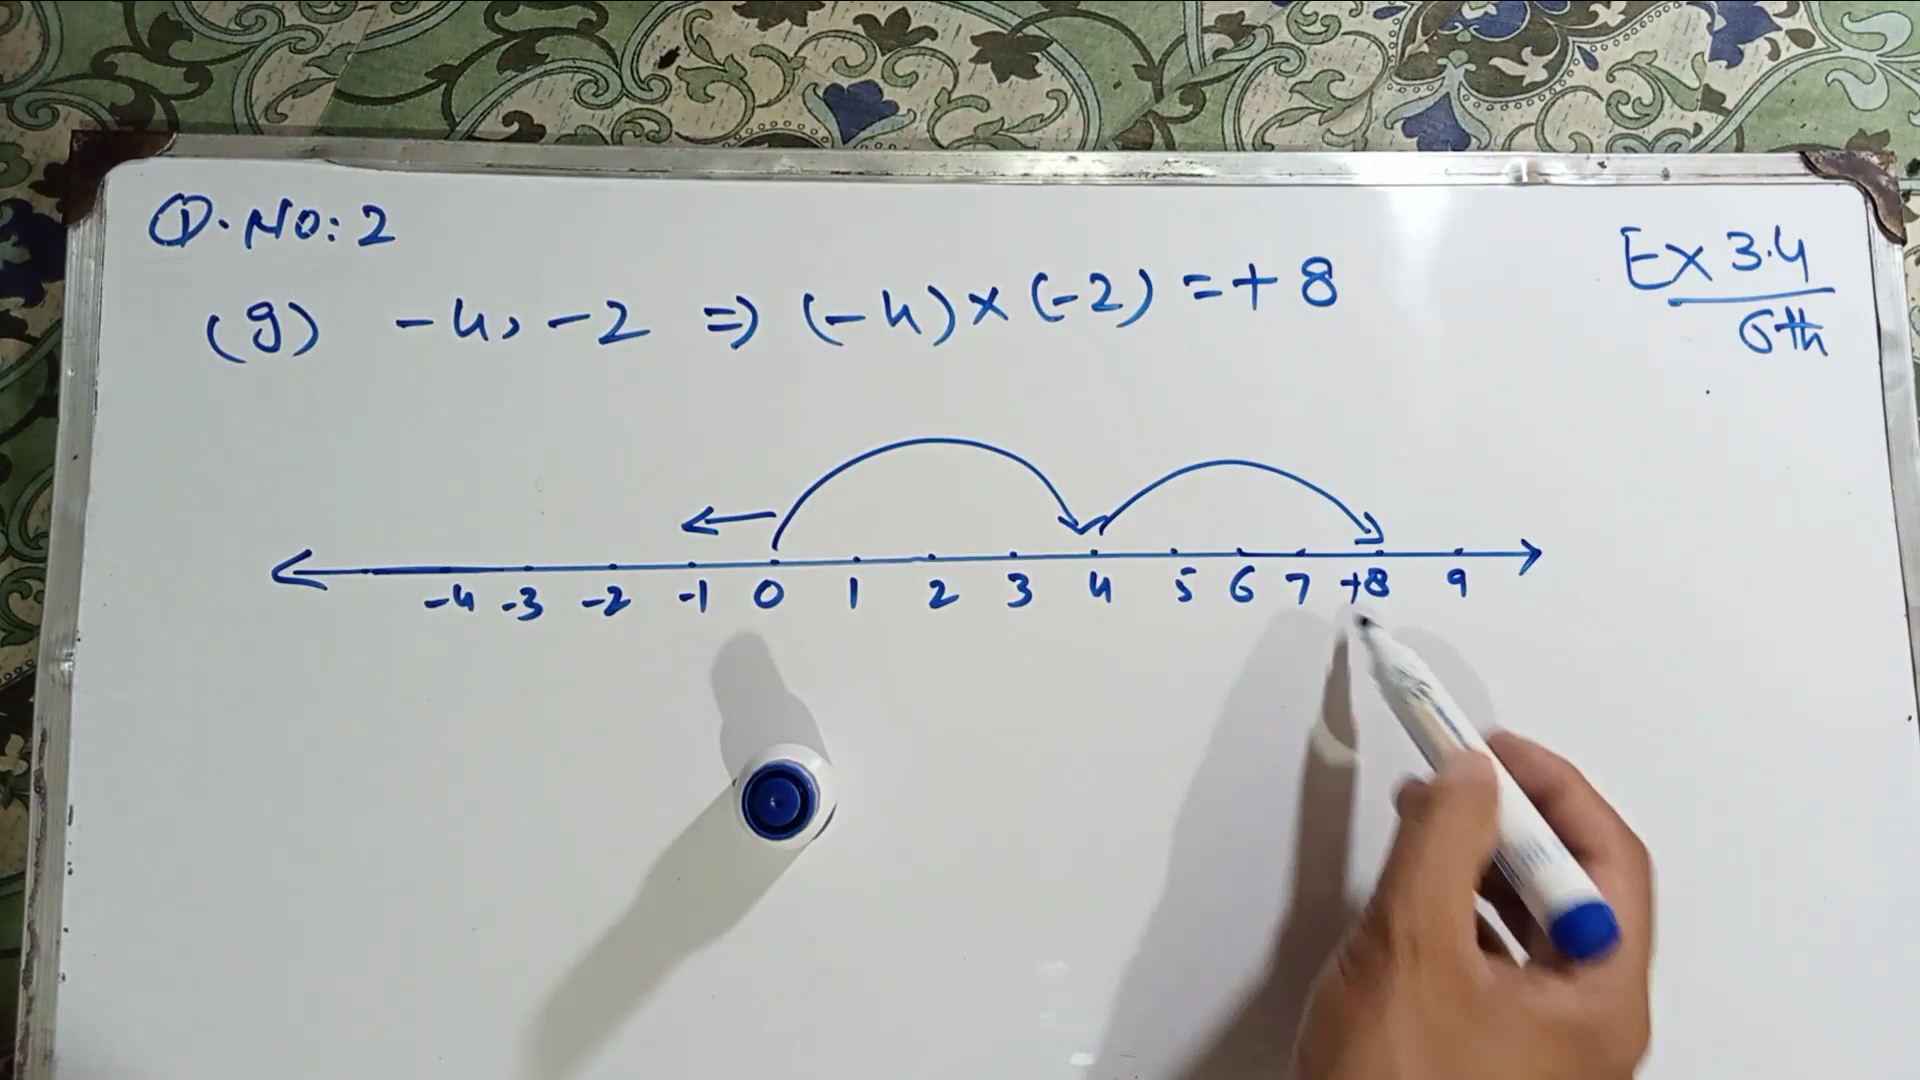 Q.No:2
Ex 3.4
6th
(g) -4, -2 ⇒ (-4)×(-2) = +8
-4 -3 -2 -1 0 1 2 3 4 5 6 7 +8 9